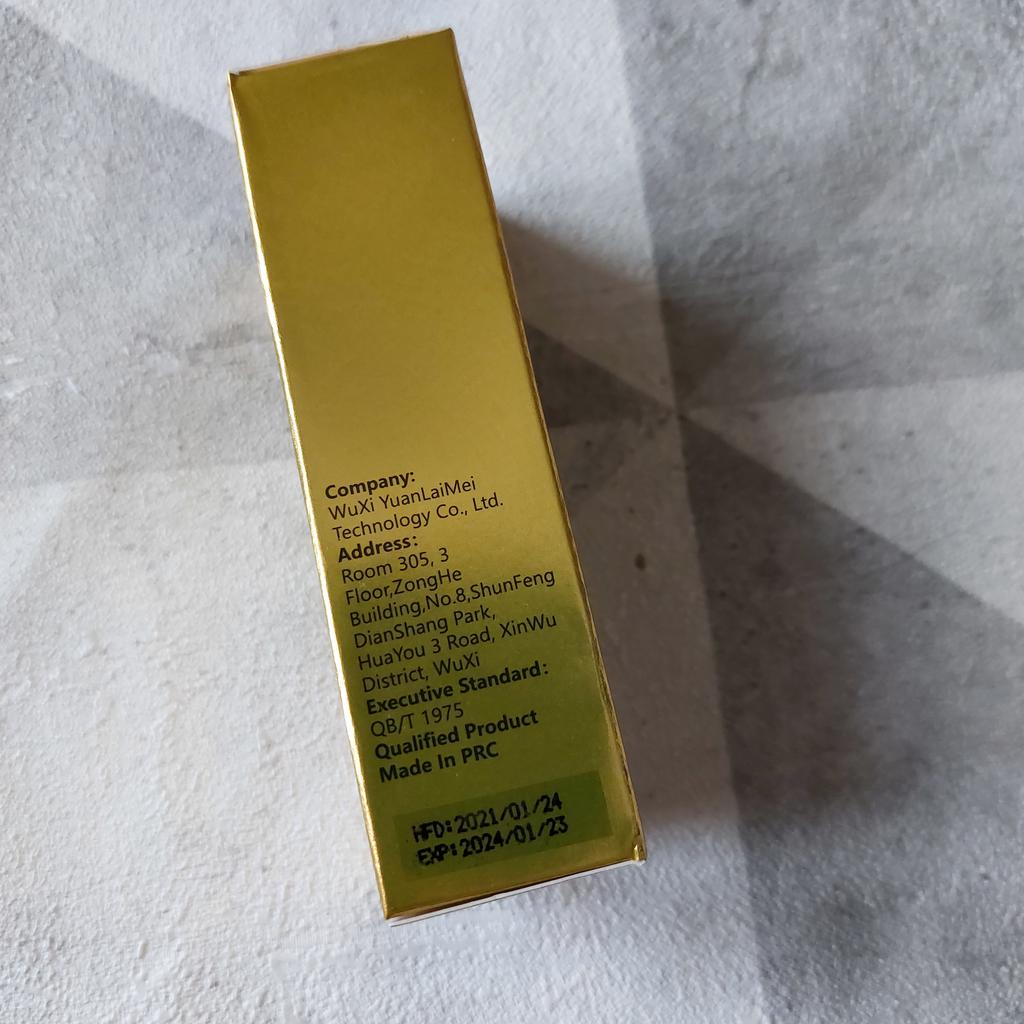 Company:
WuXi YuanLaiMei
Technology Co., Ltd.
Address:
Room 305, 3
Floor,ZongHe
Building,No.8,ShunFeng
DianShang Park,
HuaYou 3 Road, XinWu
District, WuXi
Executive Standard:
QB/T 1975
Qualified Product
Made In PRC
MFD:2021/01/24
EXP:2024/01/23